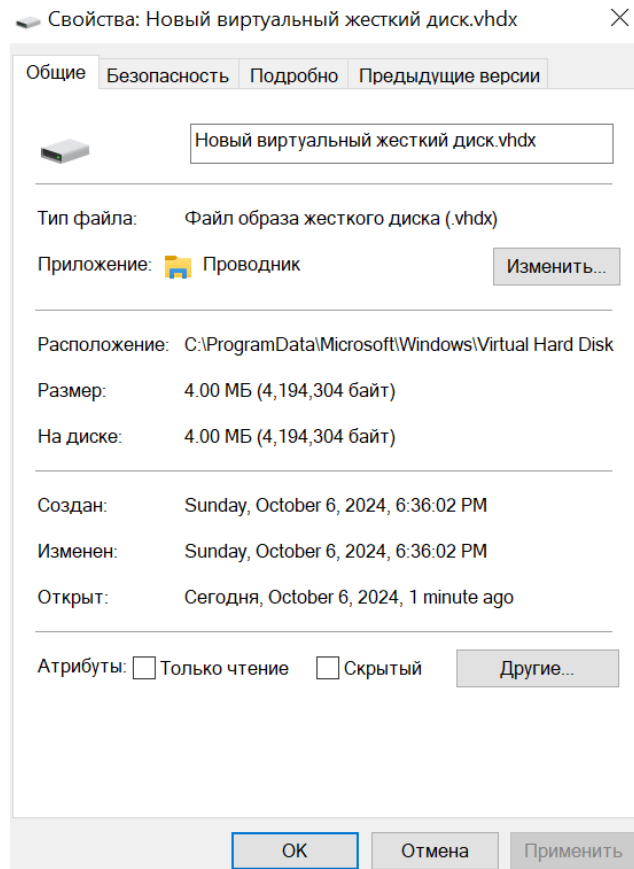 Свойства: Новый виртуальный жесткий диск.vhdx
Общие Безопасность Подробно Предыдущие версии
Новый виртуальный жесткий диск.vhdx
Тип файла: Файл образа жесткого диска (.vhdx)
Приложение: Проводник Изменить...
Расположение: C:\ProgramData\Microsoft\Windows\Virtual Hard Disk
Размер: 4.00 МБ (4,194,304 байт)
На диске: 4.00 МБ (4,194,304 байт)
Создан: Sunday, October 6, 2024, 6:36:02 PM
Изменен: Sunday, October 6, 2024, 6:36:02 PM
Открыт: Сегодня, October 6, 2024, 1 minute ago
Атрибуты: Только чтение Скрытый Другие...
OK Отмена Применить